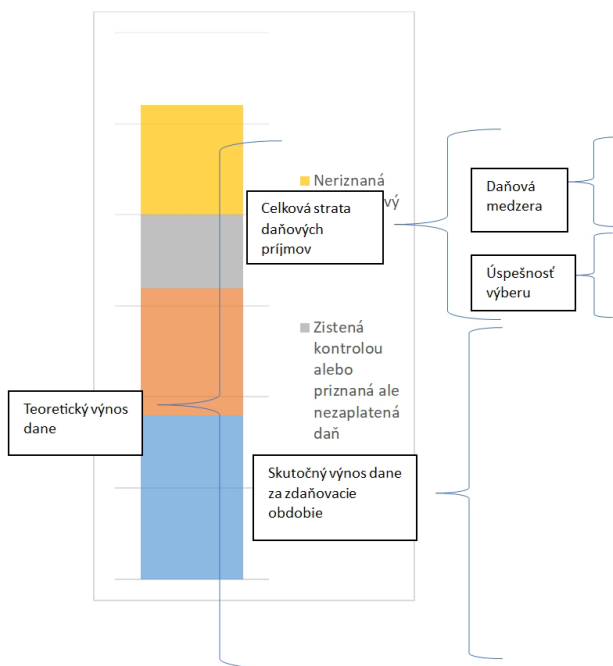 Neriznaná
Celková strata
daňových
príjmov
Daňová
medzera
Úspešnosť
výberu
Zistená
kontrolou
alebo
priznaná ale
nezaplatená
daň
Teoretický výnos
dane
Skutočný výnos dane
za zdaňovacie
obdobie